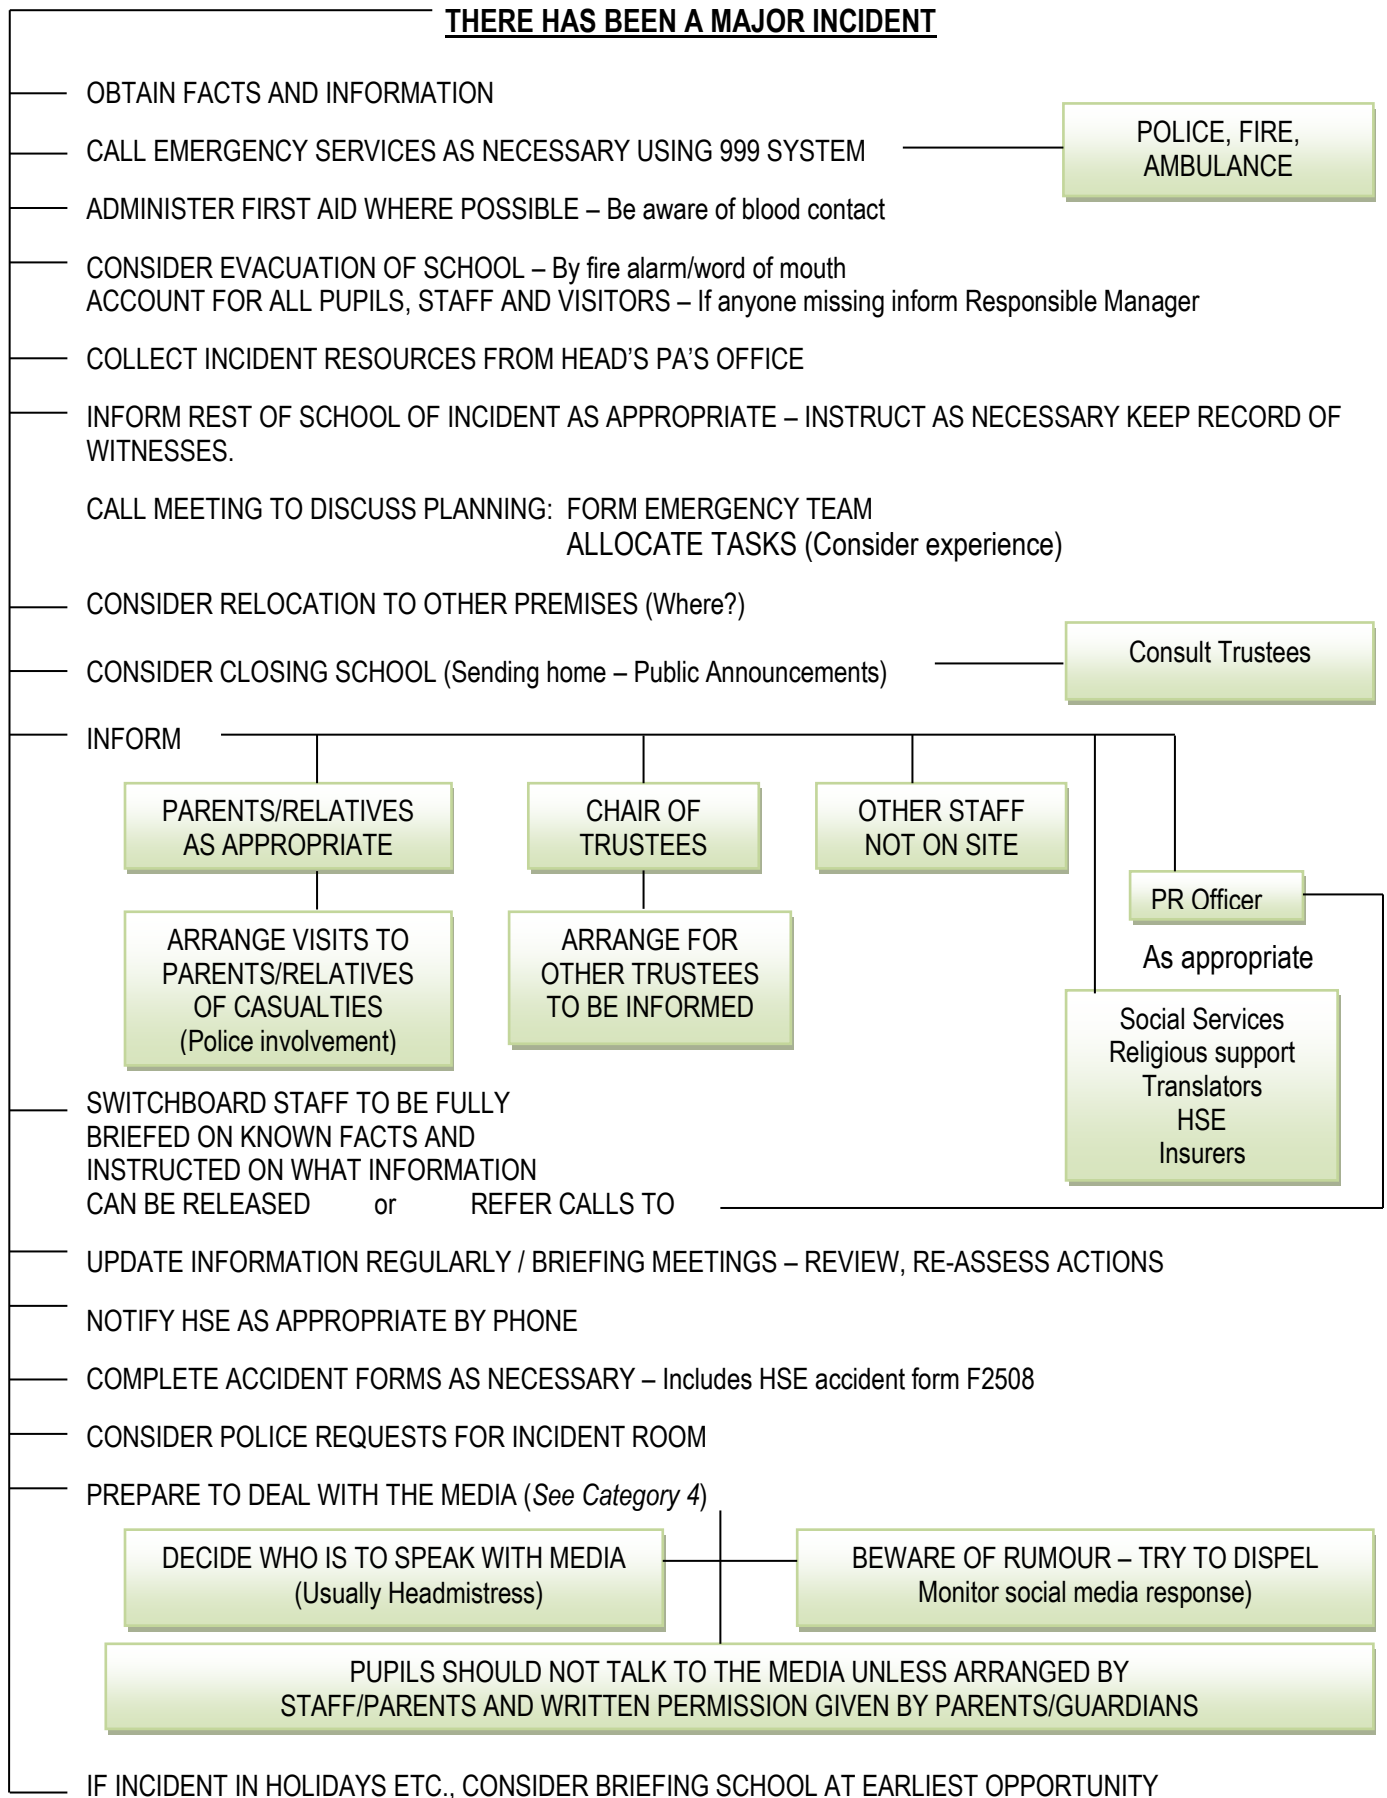 THERE HAS BEEN A MAJOR INCIDENT
OBTAIN FACTS AND INFORMATION
CALL EMERGENCY SERVICES AS NECESSARY USING 999 SYSTEM
POLICE, FIRE,
AMBULANCE
ADMINISTER FIRST AID WHERE POSSIBLE – Be aware of blood contact
CONSIDER EVACUATION OF SCHOOL – By fire alarm/word of mouth
ACCOUNT FOR ALL PUPILS, STAFF AND VISITORS – If anyone missing inform Responsible Manager
COLLECT INCIDENT RESOURCES FROM HEAD'S PA'S OFFICE
INFORM REST OF SCHOOL OF INCIDENT AS APPROPRIATE – INSTRUCT AS NECESSARY KEEP RECORD OF
WITNESSES.
CALL MEETING TO DISCUSS PLANNING: FORM EMERGENCY TEAM
ALLOCATE TASKS (Consider experience)
CONSIDER RELOCATION TO OTHER PREMISES (Where?)
CONSIDER CLOSING SCHOOL (Sending home – Public Announcements)
Consult Trustees
INFORM
PARENTS/RELATIVES
AS APPROPRIATE
CHAIR OF
TRUSTEES
OTHER STAFF
NOT ON SITE
PR Officer
ARRANGE VISITS TO
PARENTS/RELATIVES
OF CASUALTIES
(Police involvement)
ARRANGE FOR
OTHER TRUSTEES
TO BE INFORMED
As appropriate
Social Services
Religious support
Translators
HSE
Insurers
SWITCHBOARD STAFF TO BE FULLY
BRIEFED ON KNOWN FACTS AND
INSTRUCTED ON WHAT INFORMATION
CAN BE RELEASED or REFER CALLS TO
UPDATE INFORMATION REGULARLY / BRIEFING MEETINGS – REVIEW, RE-ASSESS ACTIONS
NOTIFY HSE AS APPROPRIATE BY PHONE
COMPLETE ACCIDENT FORMS AS NECESSARY – Includes HSE accident form F2508
CONSIDER POLICE REQUESTS FOR INCIDENT ROOM
PREPARE TO DEAL WITH THE MEDIA (See Category 4)
DECIDE WHO IS TO SPEAK WITH MEDIA
(Usually Headmistress)
BEWARE OF RUMOUR – TRY TO DISPEL
Monitor social media response)
PUPILS SHOULD NOT TALK TO THE MEDIA UNLESS ARRANGED BY
STAFF/PARENTS AND WRITTEN PERMISSION GIVEN BY PARENTS/GUARDIANS
IF INCIDENT IN HOLIDAYS ETC., CONSIDER BRIEFING SCHOOL AT EARLIEST OPPORTUNITY